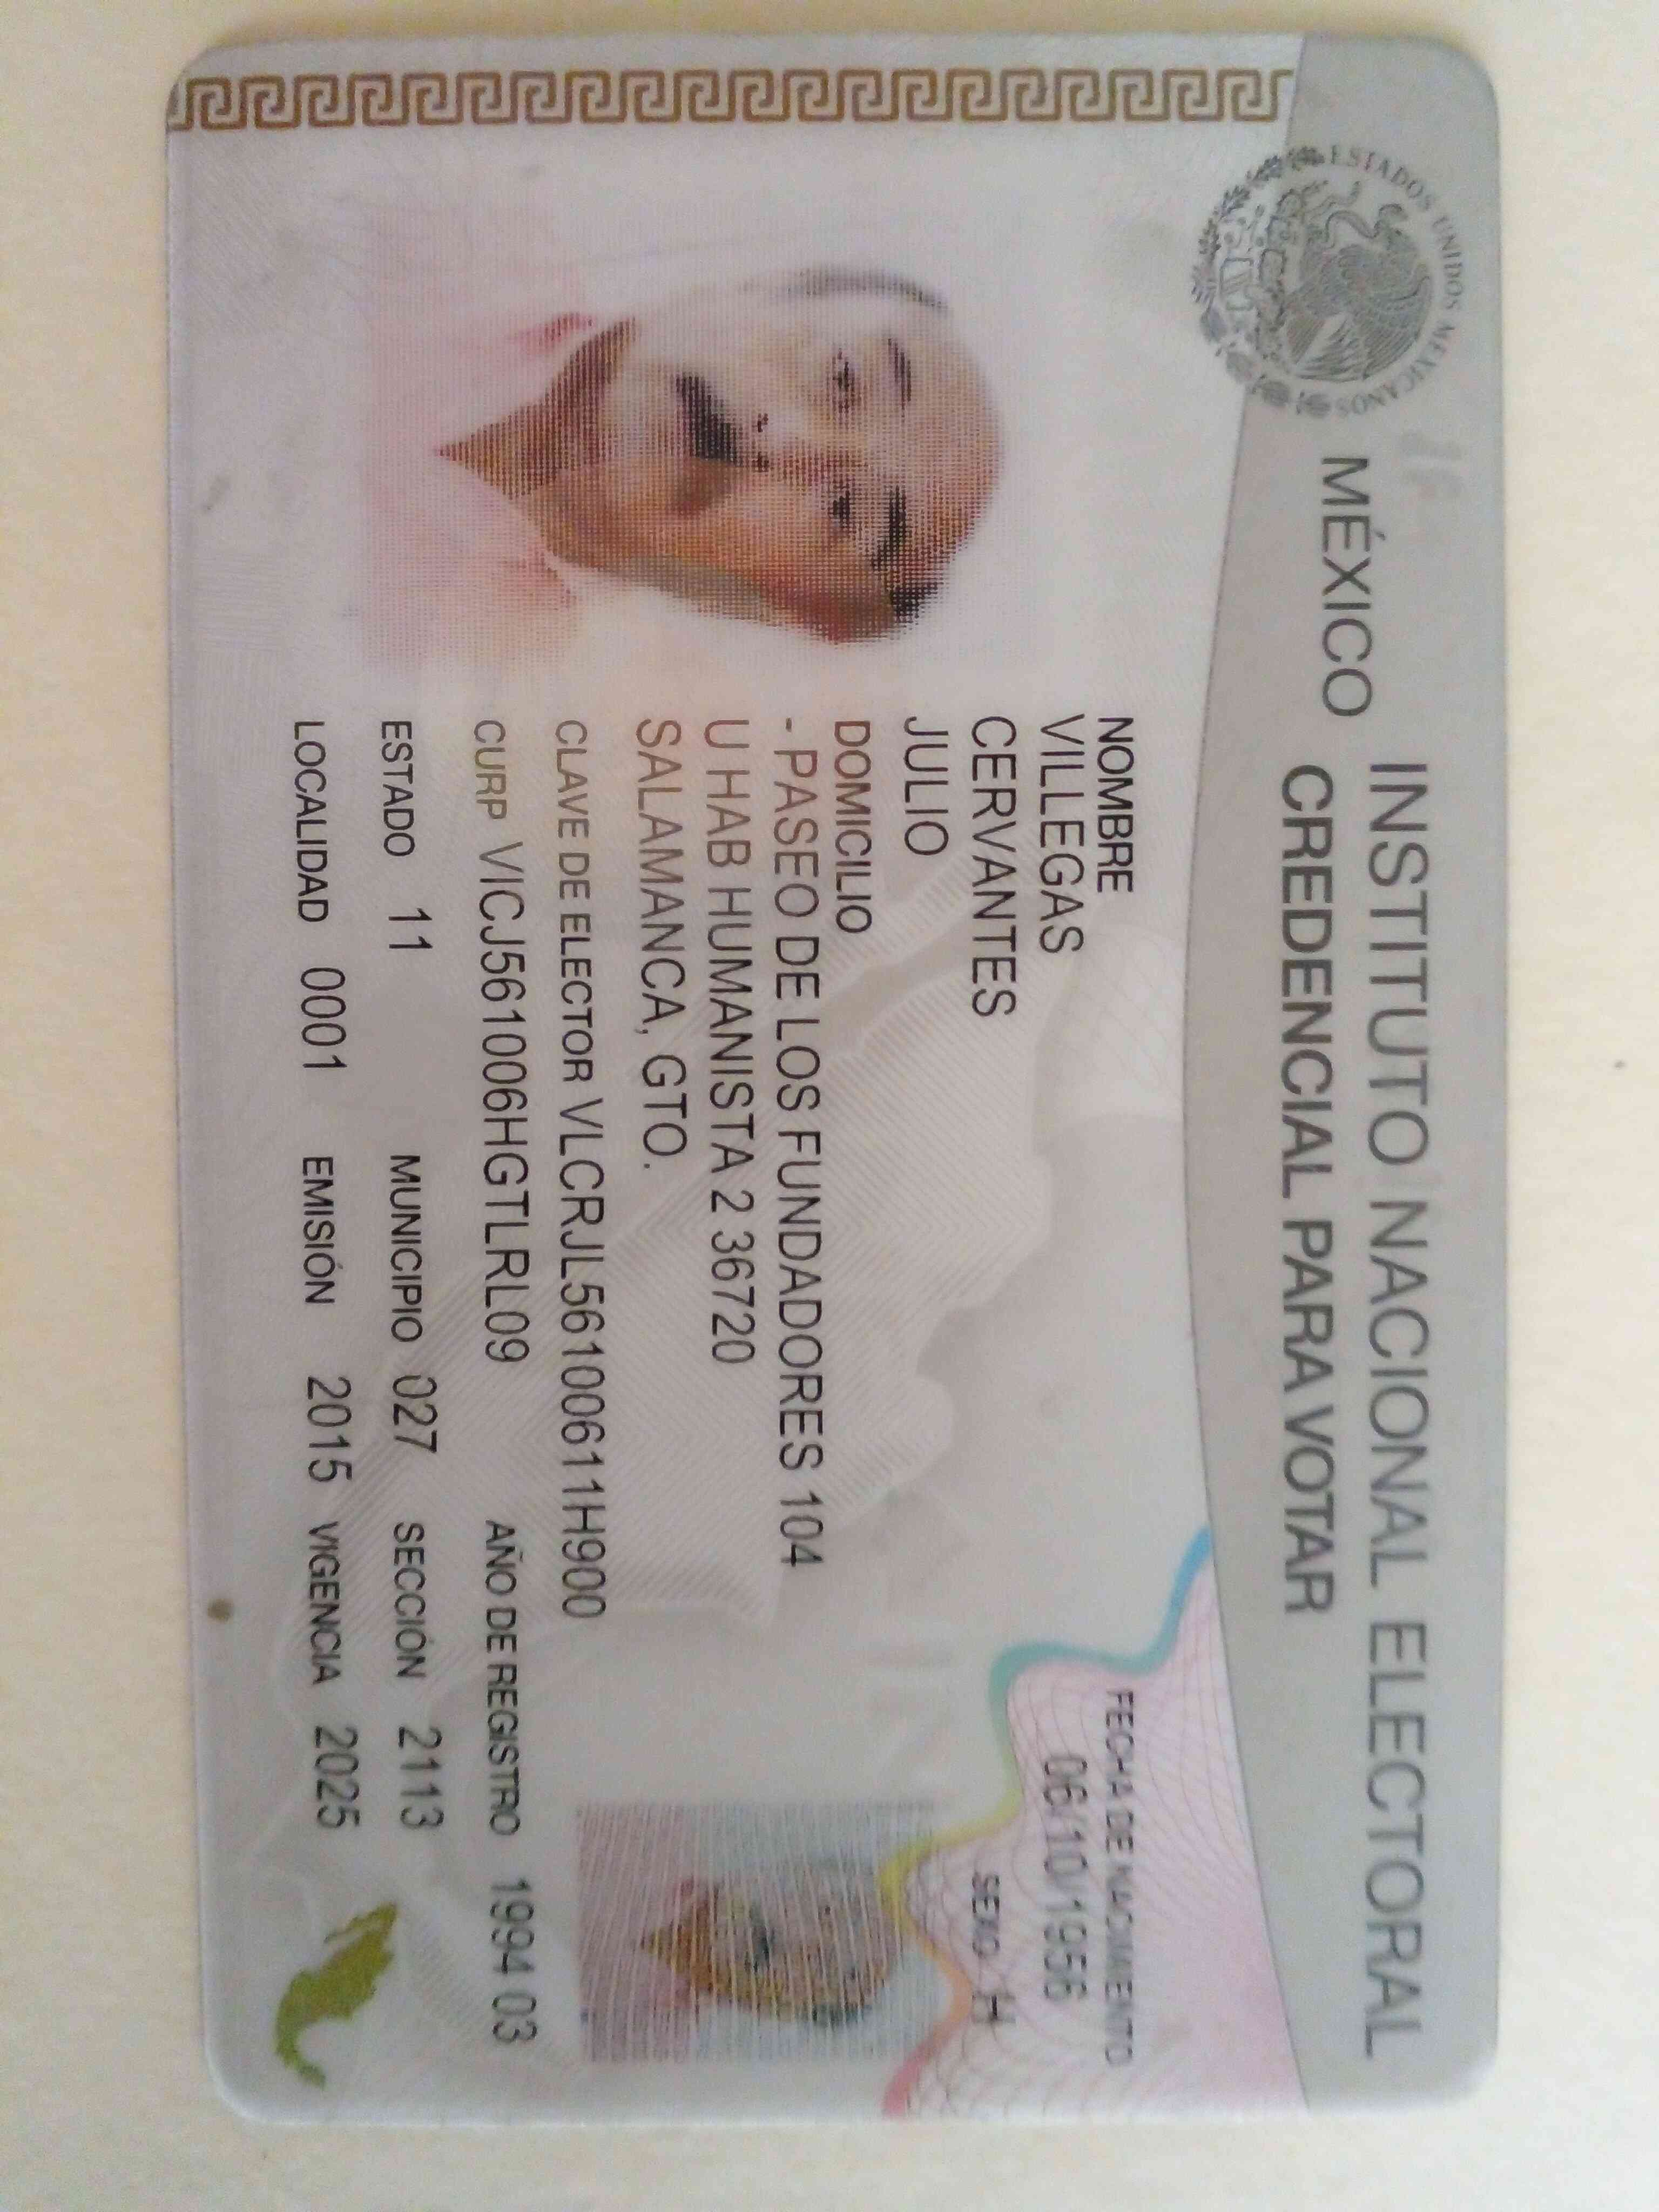 ESTADOS UNIDOS MEXICANOS
MÉXICO
INSTITUTO NACIONAL ELECTORAL
CREDENCIAL PARA VOTAR
NOMBRE
VILLEGAS
CERVANTES
JULIO
FECHA DE NACIMIENTO
06/10/1956
SEXO H
DOMICILIO
- PASEO DE LOS FUNDADORES 104
U HAB HUMANISTA 2 36720
SALAMANCA, GTO.
CLAVE DE ELECTOR VLCRJL56100611H900
CURP VICJ561006HGTLRL09 AÑO DE REGISTRO 1994 03
ESTADO 11 MUNICIPIO 027 SECCIÓN 2113
LOCALIDAD 0001 EMISIÓN 2015 VIGENCIA 2025